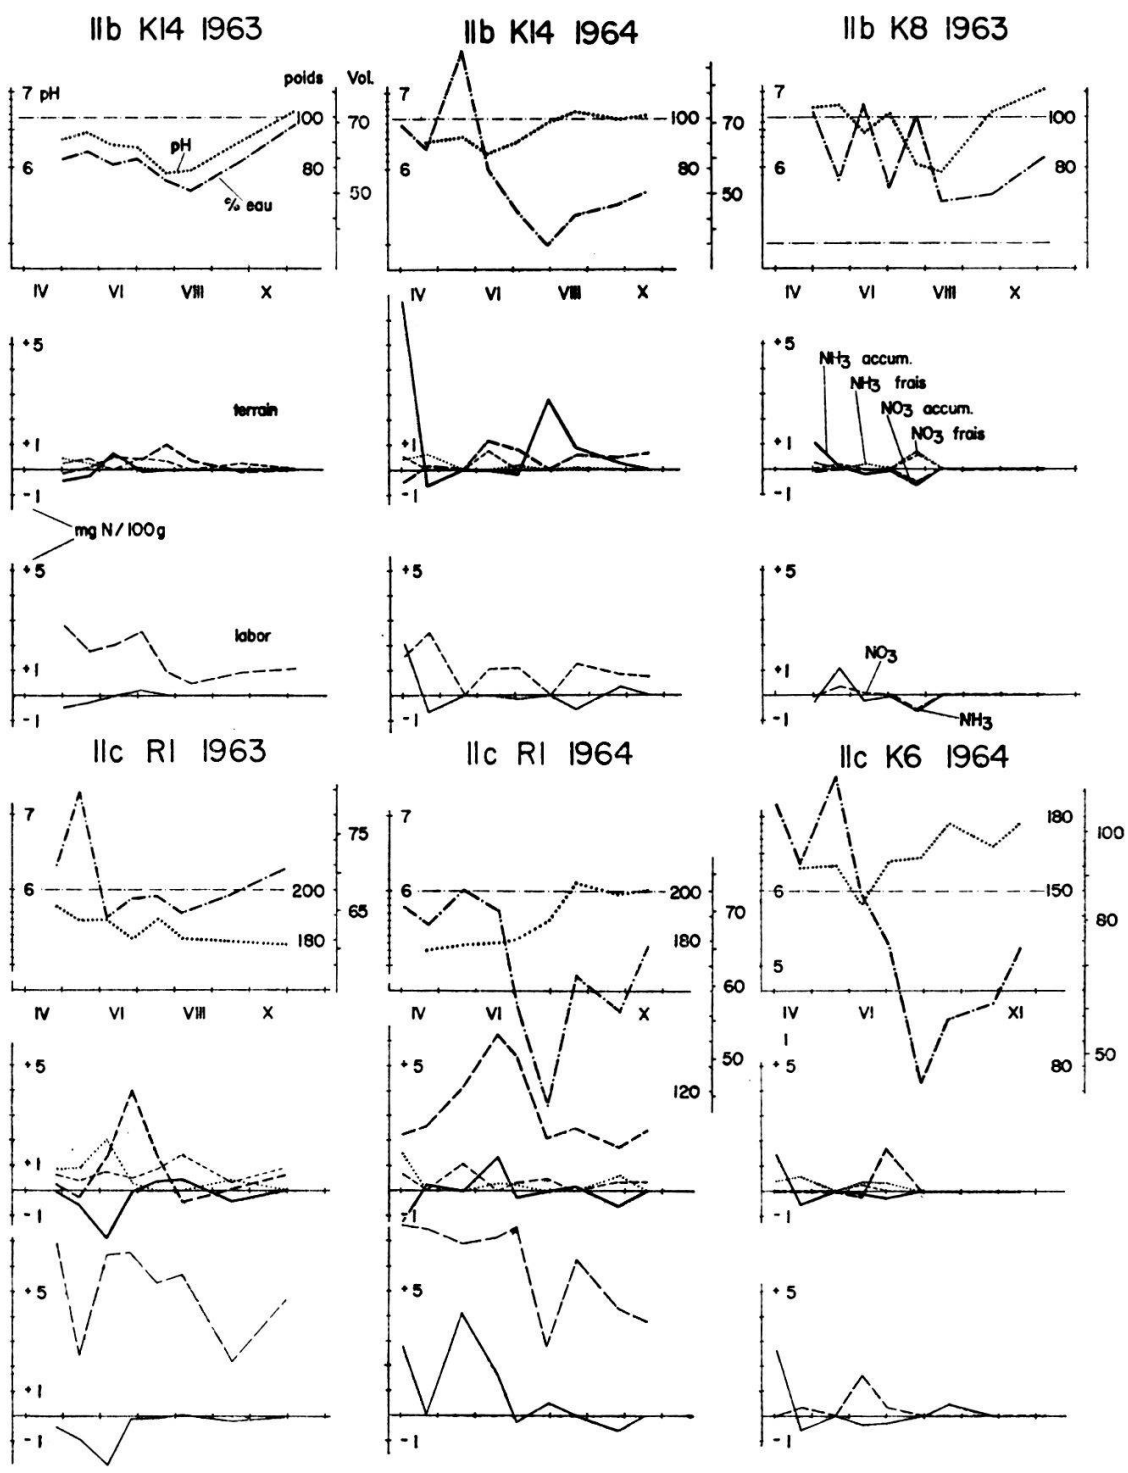 IIb K14 1963
IIb K14 1964
IIb K8 1963
7 pH
poids
Vol.
7
7
100
70
100
70
100
pH
6
80
6
80
6
80
% eau
50
50
IV VI VIII X
IV VI VIII X
IV VI VIII X
+5
+5
NH3 accum.
NH3 frais
terrain
NO3 accum.
NO3 frais
+1
+1
+1
-1
-1
-1
mg N/100g
+5
+5
+5
labor
NO3
+1
+1
+1
-1
-1
-1
NH3
IIc R1 1963
IIc R1 1964
IIc K6 1964
7
7
180
100
75
6
200
6
200
6
150
65
70
80
180
180
5
60
IV VI VIII X
IV VI X
IV VI XI
I
+5
+5
50
+5
80
50
120
+1
+1
+1
-1
-1
-1
+5
+5
+5
+1
+1
+1
-1
-1
-1